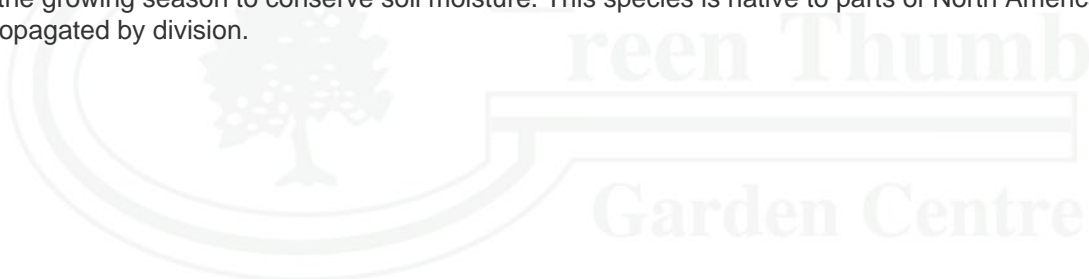 the growing season to conserve soil moisture. This species is native to parts of North Americ
opagated by division.
reen Thumb
Garden Centre